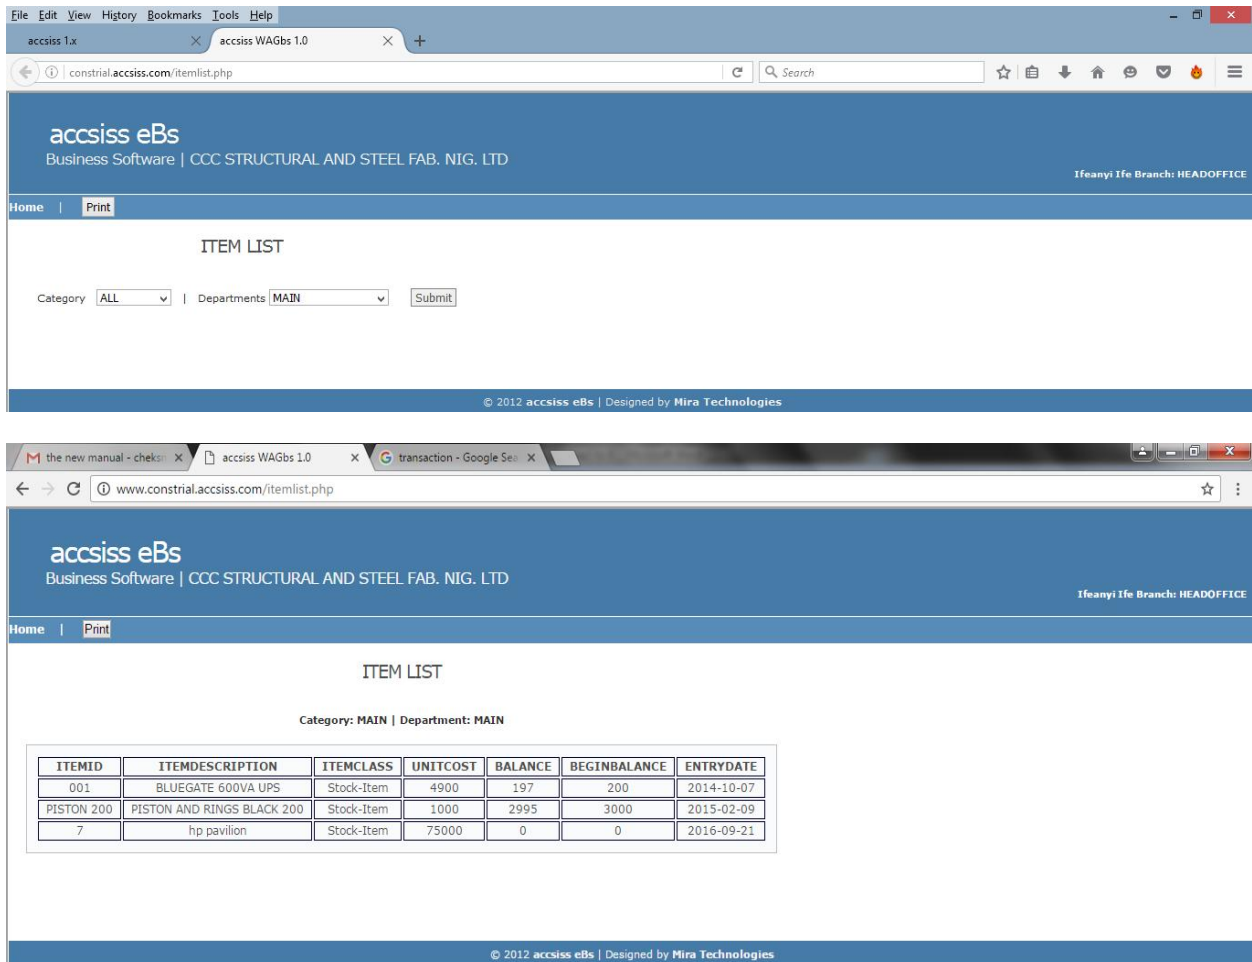 File Edit View History Bookmarks Tools Help
accsiss 1.x accsiss WAGbs 1.0
constrial.accsiss.com/itemlist.php Search
accsiss eBs
Business Software | CCC STRUCTURAL AND STEEL FAB. NIG. LTD
Ifeanyi Ife Branch: HEADOFFICE
Home | Print
ITEM LIST
Category ALL | Departments MAIN Submit
© 2012 accsiss eBs | Designed by Mira Technologies
the new manual - cheksn accsiss WAGbs 1.0 transaction - Google Sea
www.constrial.accsiss.com/itemlist.php
accsiss eBs
Business Software | CCC STRUCTURAL AND STEEL FAB. NIG. LTD
Ifeanyi Ife Branch: HEADOFFICE
Home | Print
ITEM LIST
Category: MAIN | Department: MAIN
ITEMID ITEMDESCRIPTION ITEMCLASS UNITCOST BALANCE BEGINBALANCE ENTRYDATE
001 BLUEGATE 600VA UPS Stock-Item 4900 197 200 2014-10-07
PISTON 200 PISTON AND RINGS BLACK 200 Stock-Item 1000 2995 3000 2015-02-09
7 hp pavilion Stock-Item 75000 0 0 2016-09-21
© 2012 accsiss eBs | Designed by Mira Technologies